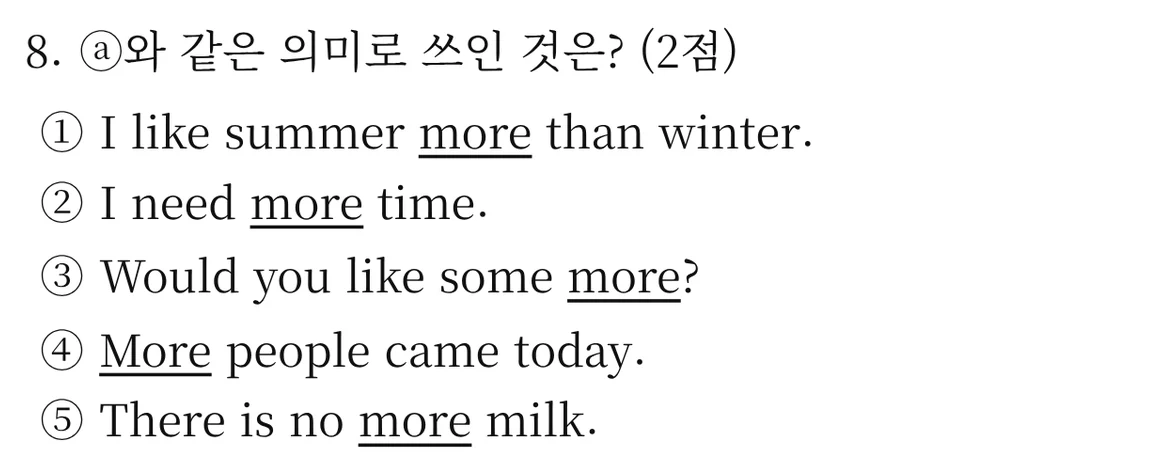 8. ⓐ와 같은 의미로 쓰인 것은? (2점)
① I like summer more than winter.
② I need more time.
③ Would you like some more?
④ More people came today.
⑤ There is no more milk.